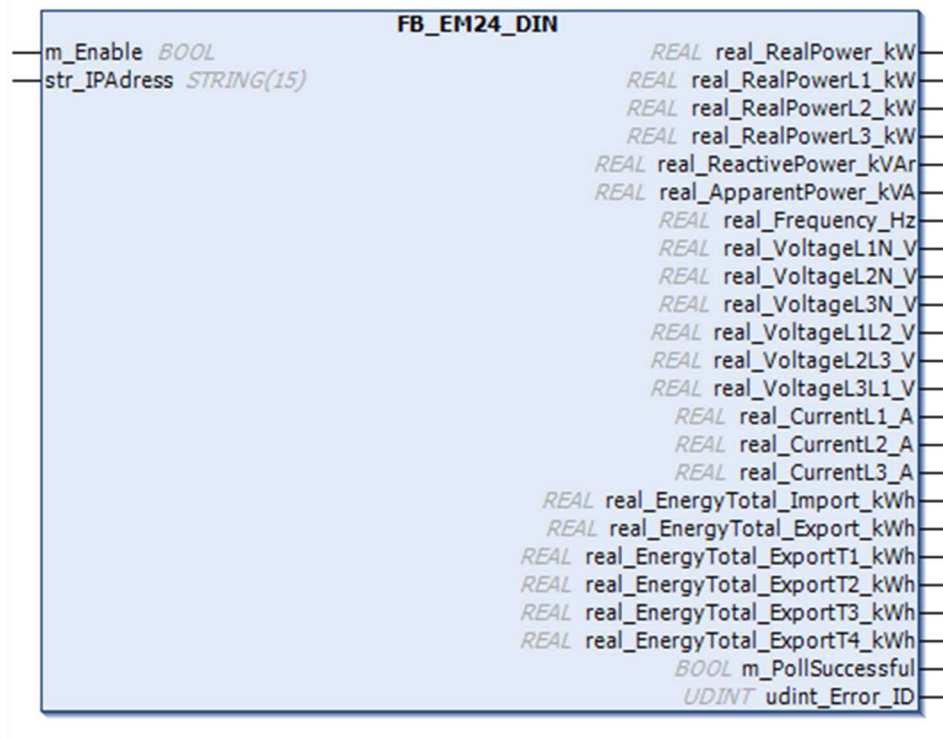 FB_EM24_DIN
m_Enable BOOL REAL real_RealPower_kW
str_IPAdress STRING(15) REAL real_RealPowerL1_kW
REAL real_RealPowerL2_kW
REAL real_RealPowerL3_kW
REAL real_ReactivePower_kVAr
REAL real_ApparentPower_kVA
REAL real_Frequency_Hz
REAL real_VoltageL1N_V
REAL real_VoltageL2N_V
REAL real_VoltageL3N_V
REAL real_VoltageL1L2_V
REAL real_VoltageL2L3_V
REAL real_VoltageL3L1_V
REAL real_CurrentL1_A
REAL real_CurrentL2_A
REAL real_CurrentL3_A
REAL real_EnergyTotal_Import_kWh
REAL real_EnergyTotal_Export_kWh
REAL real_EnergyTotal_ExportT1_kWh
REAL real_EnergyTotal_ExportT2_kWh
REAL real_EnergyTotal_ExportT3_kWh
REAL real_EnergyTotal_ExportT4_kWh
BOOL m_PollSuccessful
UDINT udint_Error_ID